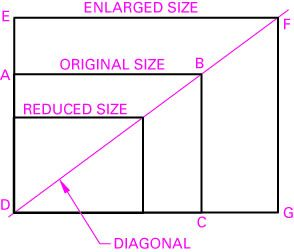 E ENLARGED SIZE F
A ORIGINAL SIZE B
REDUCED SIZE
D C G
DIAGONAL